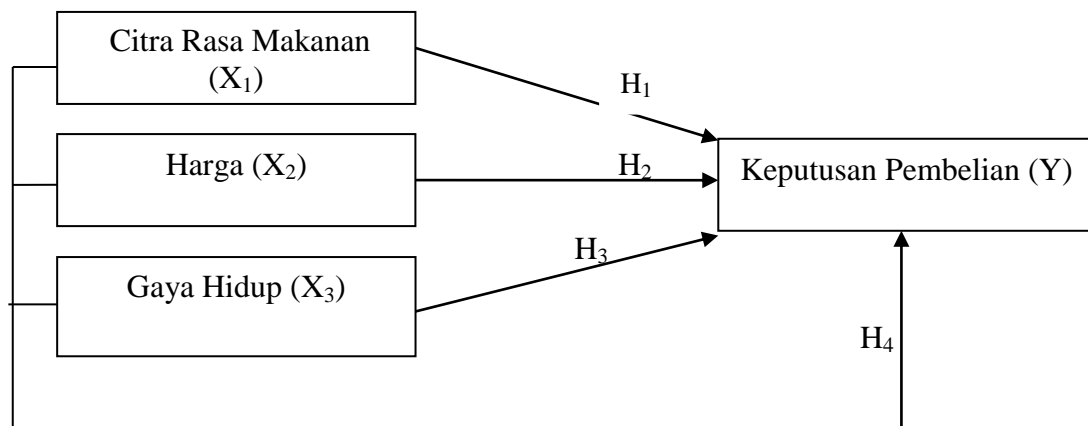 Citra Rasa Makanan
(X₁)
H₁
Harga (X₂)
H₂
Keputusan Pembelian (Y)
Gaya Hidup (X₃)
H₃
H₄